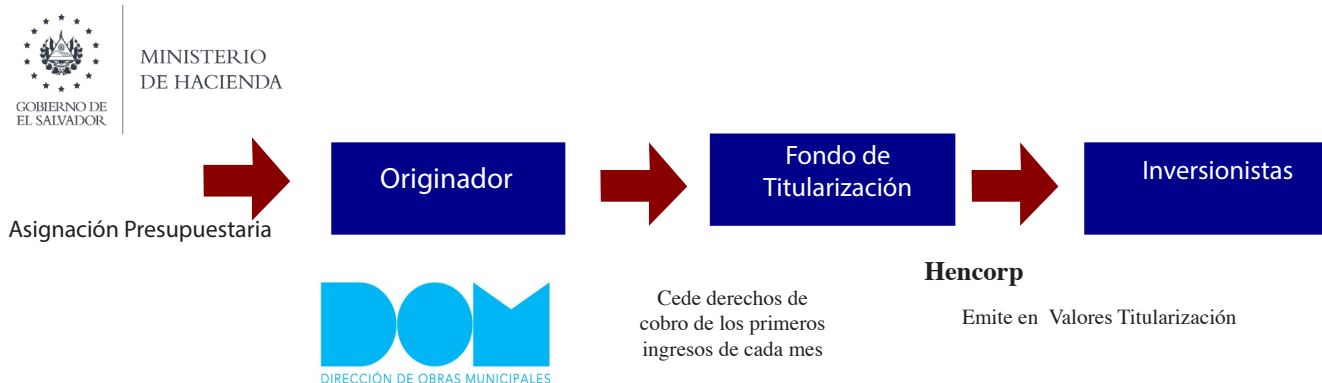 MINISTERIO
DE HACIENDA
GOBIERNO DE
EL SALVADOR
Asignación Presupuestaria
Originador
DOM
DIRECCIÓN DE OBRAS MUNICIPALES
Fondo de
Titularización
Cede derechos de
cobro de los primeros
ingresos de cada mes
Inversionistas
Hencorp
Emite en Valores Titularización